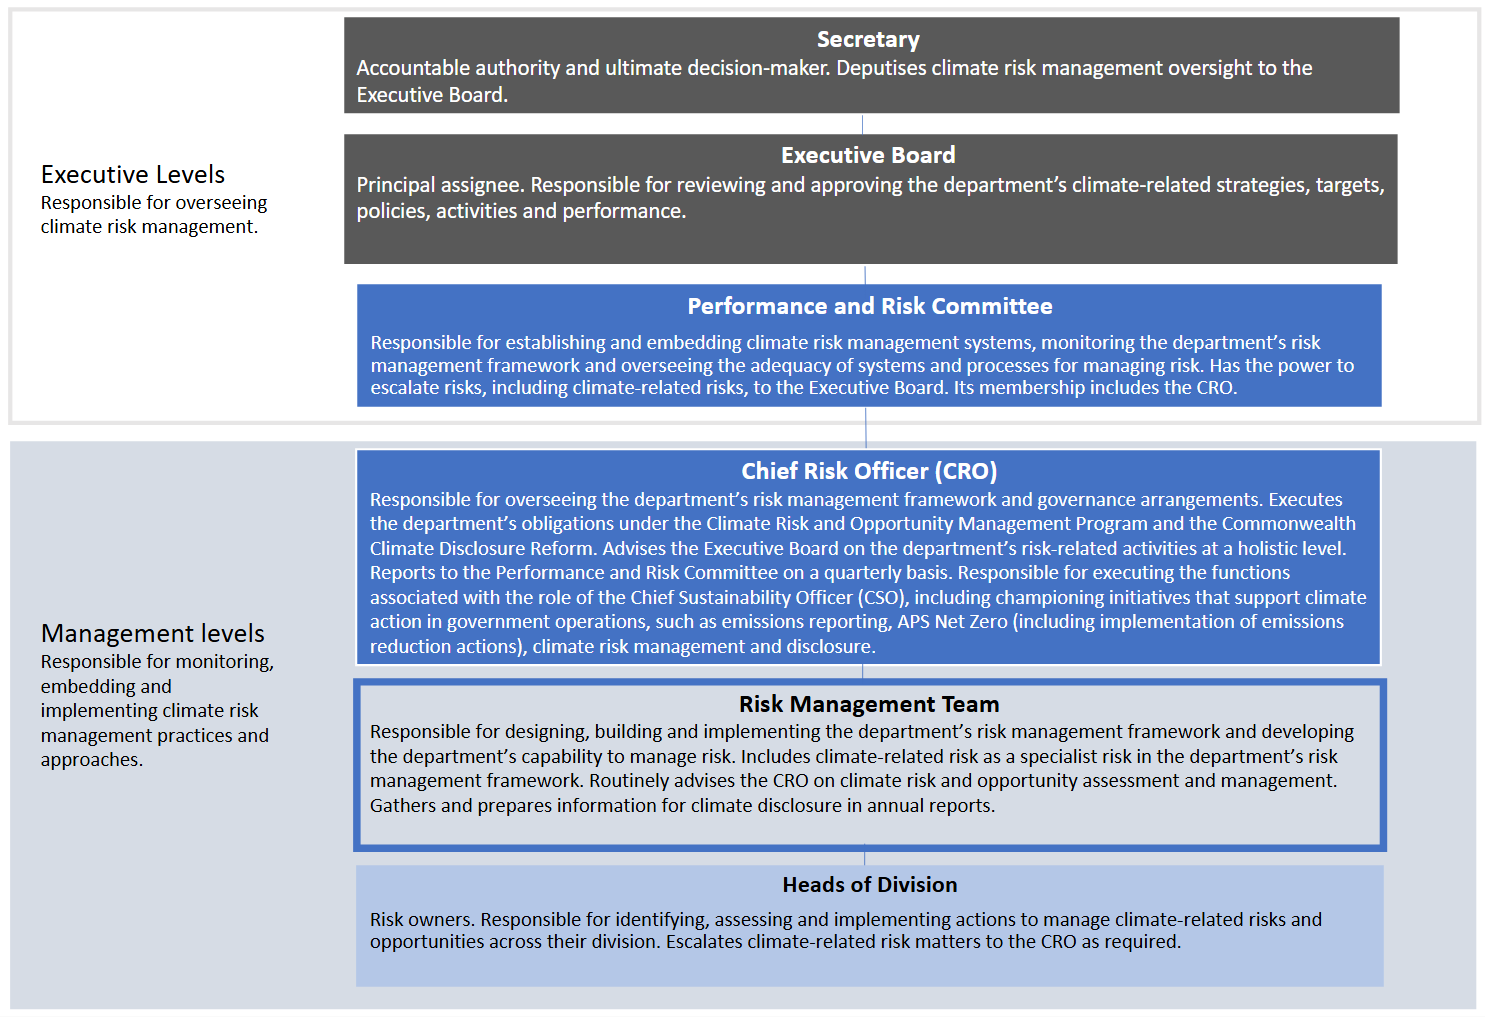 Secretary
Accountable authority and ultimate decision-maker. Deputises climate risk management oversight to the
Executive Board.
Executive Levels
Responsible for overseeing
climate risk management.
Executive Board
Principal assignee. Responsible for reviewing and approving the department’s climate-related strategies, targets,
policies, activities and performance.
Performance and Risk Committee
Responsible for establishing and embedding climate risk management systems, monitoring the department’s risk
management framework and overseeing the adequacy of systems and processes for managing risk. Has the power to
escalate risks, including climate-related risks, to the Executive Board. Its membership includes the CRO.
Management levels
Responsible for monitoring,
embedding and
implementing climate risk
management practices and
approaches.
Chief Risk Officer (CRO)
Responsible for overseeing the department’s risk management framework and governance arrangements. Executes
the department’s obligations under the Climate Risk and Opportunity Management Program and the Commonwealth
Climate Disclosure Reform. Advises the Executive Board on the department’s risk-related activities at a holistic level.
Reports to the Performance and Risk Committee on a quarterly basis. Responsible for executing the functions
associated with the role of the Chief Sustainability Officer (CSO), including championing initiatives that support climate
action in government operations, such as emissions reporting, APS Net Zero (including implementation of emissions
reduction actions), climate risk management and disclosure.
Risk Management Team
Responsible for designing, building and implementing the department’s risk management framework and developing
the department’s capability to manage risk. Includes climate-related risk as a specialist risk in the department’s risk
management framework. Routinely advises the CRO on climate risk and opportunity assessment and management.
Gathers and prepares information for climate disclosure in annual reports.
Heads of Division
Risk owners. Responsible for identifying, assessing and implementing actions to manage climate-related risks and
opportunities across their division. Escalates climate-related risk matters to the CRO as required.